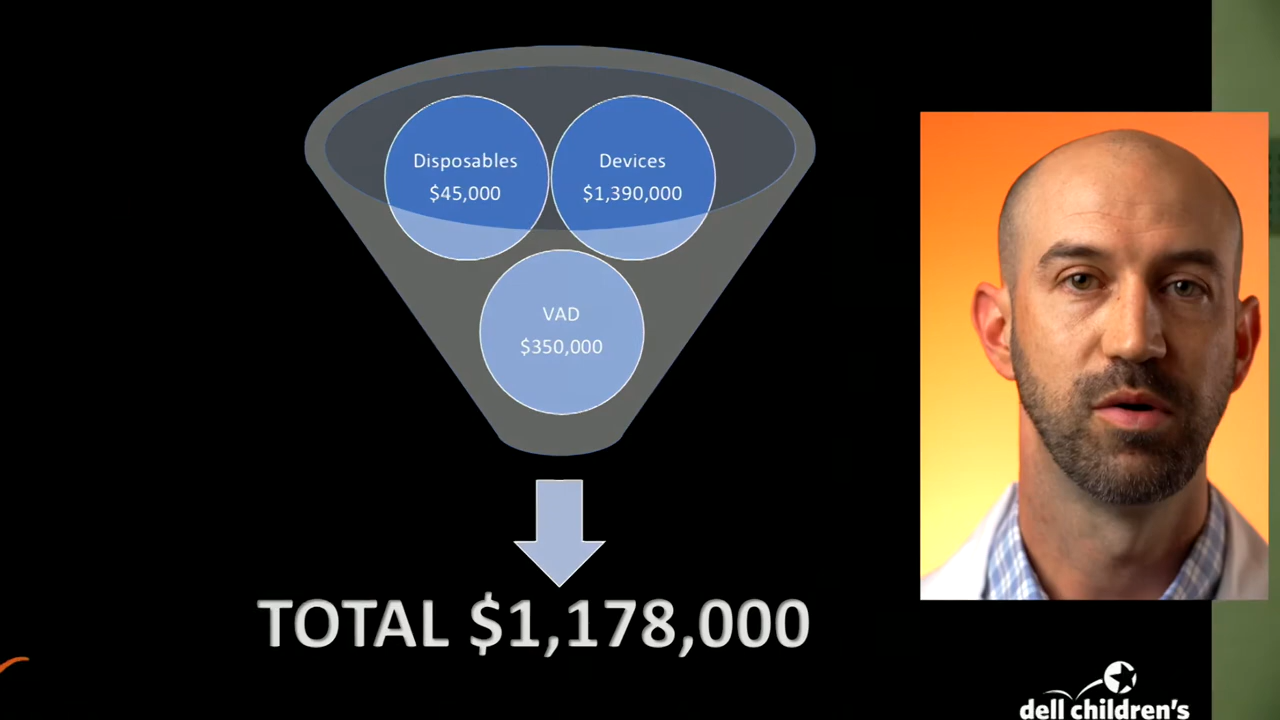 Disposables
$45,000
Devices
$1,390,000
VAD
$350,000
TOTAL $1,178,000
dell children's